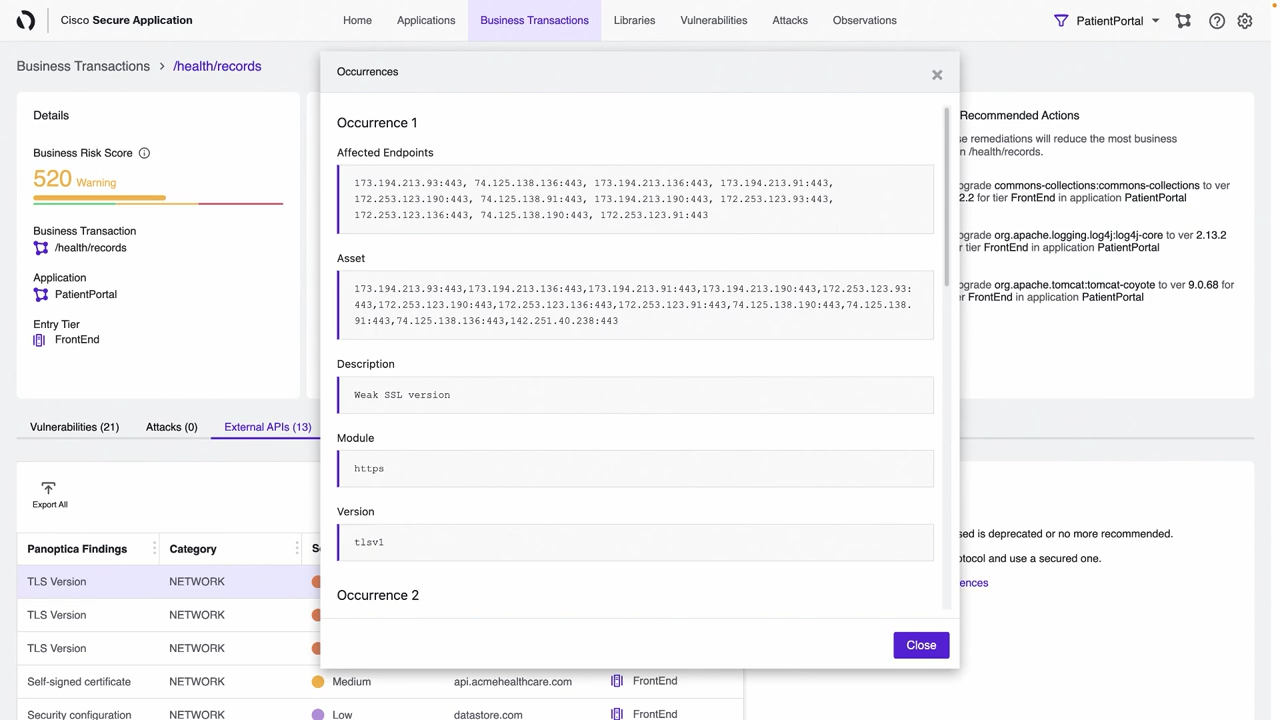 Cisco Secure Application
Home
Applications
Business Transactions
Libraries
Vulnerabilities
Attacks
Observations
PatientPortal
Business Transactions > /health/records
Details
Business Risk Score
520 Warning
Business Transaction
/health/records
Application
PatientPortal
Entry Tier
FrontEnd
Occurrences
Occurrence 1
Affected Endpoints
173.194.213.93:443, 74.125.138.136:443, 173.194.213.136:443, 173.194.213.91:443,
172.253.123.190:443, 74.125.138.91:443, 173.194.213.190:443, 172.253.123.93:443,
172.253.123.136:443, 74.125.138.190:443, 172.253.123.91:443
Asset
173.194.213.93:443,173.194.213.136:443,173.194.213.91:443,173.194.213.190:443,172.253.123.93:
443,172.253.123.190:443,172.253.123.136:443,172.253.123.91:443,74.125.138.190:443,74.125.138.
91:443,74.125.138.136:443,142.251.40.238:443
Description
Weak SSL version
Module
https
Version
tlsv1
Occurrence 2
Close
Recommended Actions
se remediations will reduce the most business
n /health/records.
pgrade commons-collections:commons-collections to ver
2.2 for tier FrontEnd in application PatientPortal
pgrade org.apache.logging.log4j:log4j-core to ver 2.13.2
r tier FrontEnd in application PatientPortal
pgrade org.apache.tomcat:tomcat-coyote to ver 9.0.68 for
er FrontEnd in application PatientPortal
Vulnerabilities (21)
Attacks (0)
External APIs (13)
Export All
Panoptica Findings
Category
TLS Version
NETWORK
TLS Version
NETWORK
TLS Version
NETWORK
Self-signed certificate
NETWORK
Medium
api.acmehealthcare.com
FrontEnd
Security configuration
NETWORK
Low
datastore.com
FrontEnd
sed is deprecated or no more recommended.
otocol and use a secured one.
ences